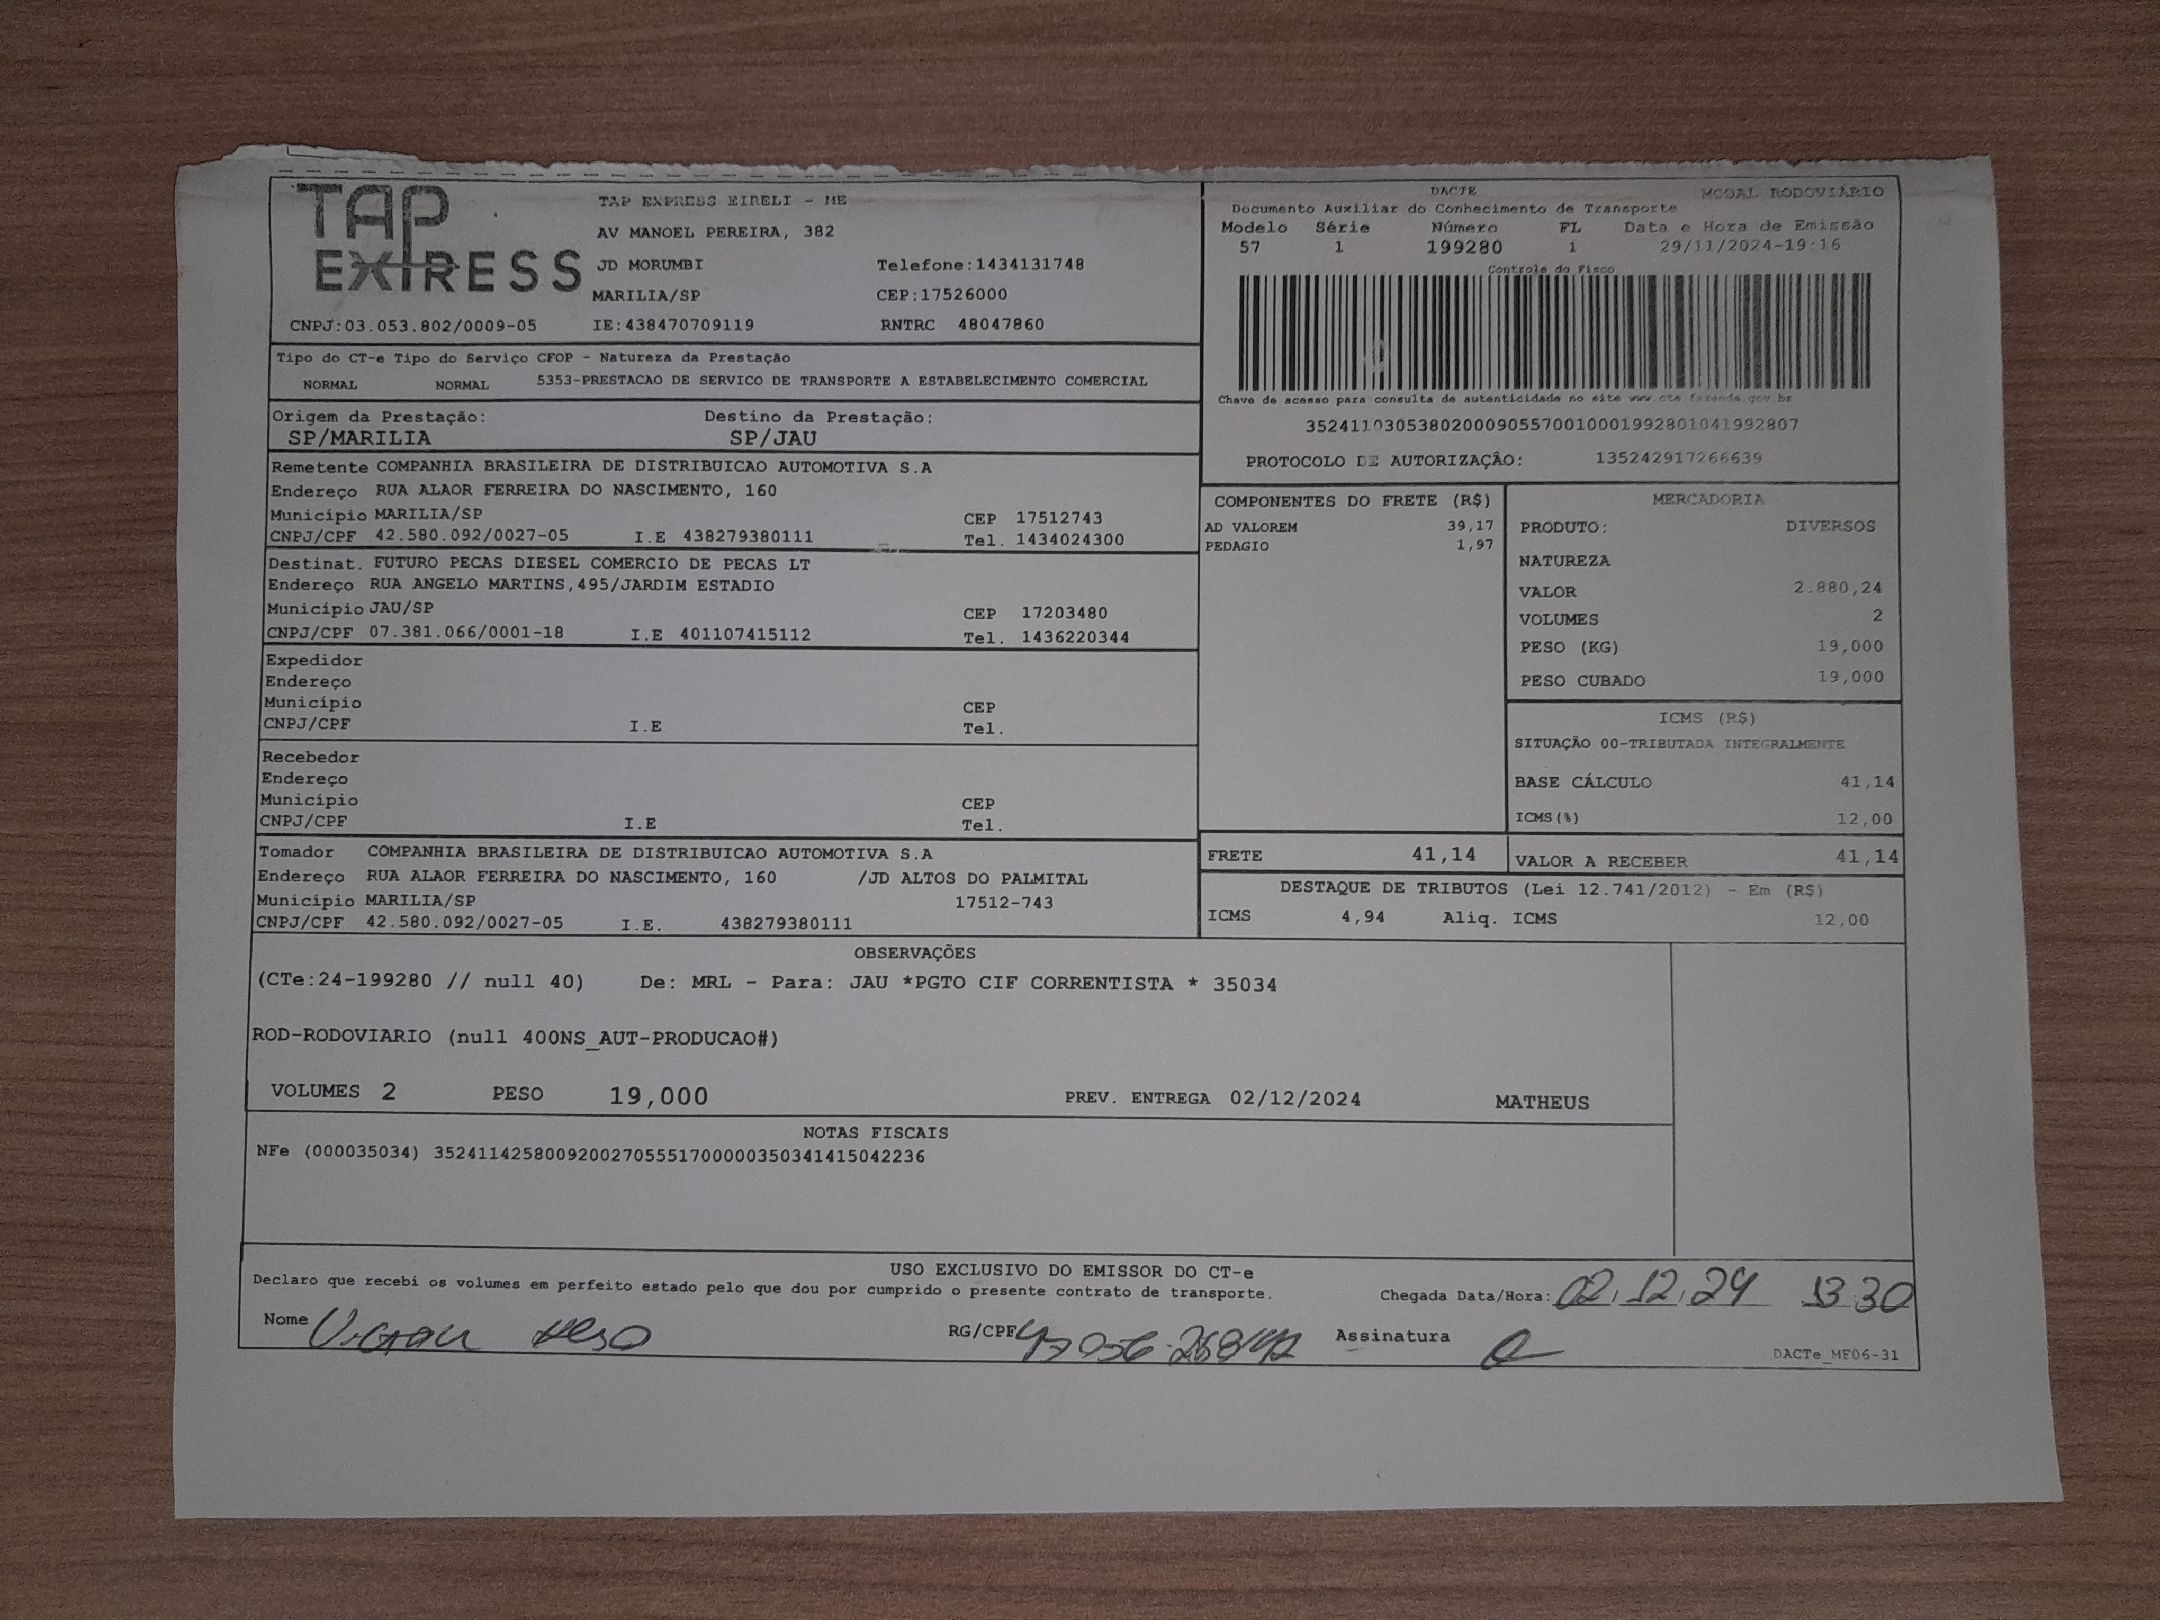 TAP EXPRESS
TAP EXPRESS EIRELI - ME
AV MANOEL PEREIRA, 382
JD MORUMBI Telefone:1434131748
MARILIA/SP CEP:17526000
CNPJ:03.053.802/0009-05 IE:438470709119 RNTRC 48047860
DACTE MODAL RODOVIÁRIO
Documento Auxiliar do Conhecimento de Transporte
Modelo Série Número FL Data e Hora de Emissão
57 1 199280 1 29/11/2024-19:16
Controle do Fisco
Chave de acesso para consulta de autenticidade no site www.cte.fazenda.gov.br
35241103053802000905570010001992801041992807
PROTOCOLO DE AUTORIZAÇÃO: 135242917266639
Tipo do CT-e Tipo do Serviço CFOP - Natureza da Prestação
NORMAL NORMAL 5353-PRESTACAO DE SERVICO DE TRANSPORTE A ESTABELECIMENTO COMERCIAL
Origem da Prestação: Destino da Prestação:
SP/MARILIA SP/JAU
Remetente COMPANHIA BRASILEIRA DE DISTRIBUICAO AUTOMOTIVA S.A
Endereço RUA ALAOR FERREIRA DO NASCIMENTO, 160
Município MARILIA/SP CEP 17512743
CNPJ/CPF 42.580.092/0027-05 I.E 438279380111 Tel. 1434024300
Destinat. FUTURO PECAS DIESEL COMERCIO DE PECAS LT
Endereço RUA ANGELO MARTINS,495/JARDIM ESTADIO
Município JAU/SP CEP 17203480
CNPJ/CPF 07.381.066/0001-18 I.E 401107415112 Tel. 1436220344
Expedidor
Endereço
Município CEP
CNPJ/CPF I.E Tel.
Recebedor
Endereço
Município CEP
CNPJ/CPF I.E Tel.
Tomador COMPANHIA BRASILEIRA DE DISTRIBUICAO AUTOMOTIVA S.A
Endereço RUA ALAOR FERREIRA DO NASCIMENTO, 160 /JD ALTOS DO PALMITAL
Município MARILIA/SP 17512-743
CNPJ/CPF 42.580.092/0027-05 I.E. 438279380111
COMPONENTES DO FRETE (R$)
AD VALOREM 39,17
PEDAGIO 1,97
MERCADORIA
PRODUTO: DIVERSOS
NATUREZA
VALOR 2.880,24
VOLUMES 2
PESO (KG) 19,000
PESO CUBADO 19,000
ICMS (R$)
SITUAÇÃO 00-TRIBUTADA INTEGRALMENTE
BASE CÁLCULO 41,14
ICMS(%) 12,00
FRETE 41,14 VALOR A RECEBER 41,14
DESTAQUE DE TRIBUTOS (Lei 12.741/2012) - Em (R$)
ICMS 4,94 Aliq. ICMS 12,00
OBSERVAÇÕES
(CTe:24-199280 // null 40) De: MRL - Para: JAU *PGTO CIF CORRENTISTA * 35034
ROD-RODOVIARIO (null 400NS_AUT-PRODUCAO#)
VOLUMES 2 PESO 19,000 PREV. ENTREGA 02/12/2024 MATHEUS
NOTAS FISCAIS
NFe (000035034) 35241142580092002705551700000350341415042236
USO EXCLUSIVO DO EMISSOR DO CT-e
Declaro que recebi os volumes em perfeito estado pelo que dou por cumprido o presente contrato de transporte. Chegada Data/Hora: 02.12.24 13 30
Nome RG/CPF Assinatura
DACTe_MF06-31